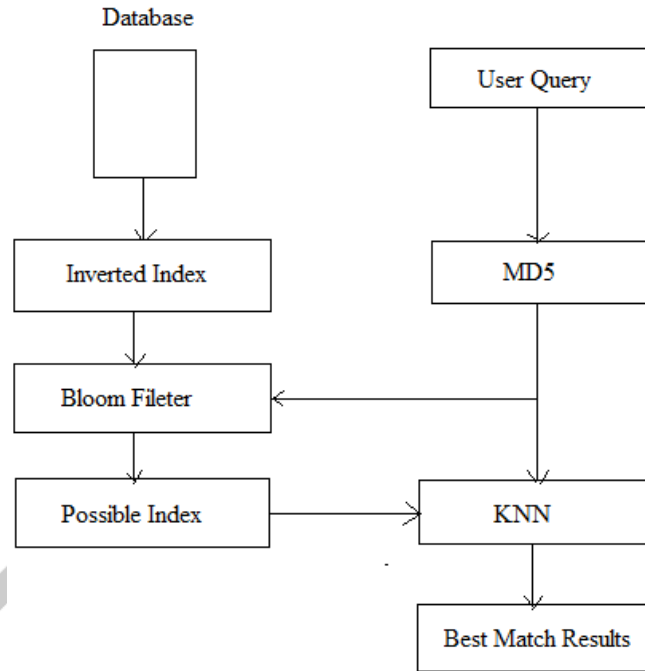 Database
User Query
Inverted Index
MD5
Bloom Fileter
Possible Index
KNN
Best Match Results